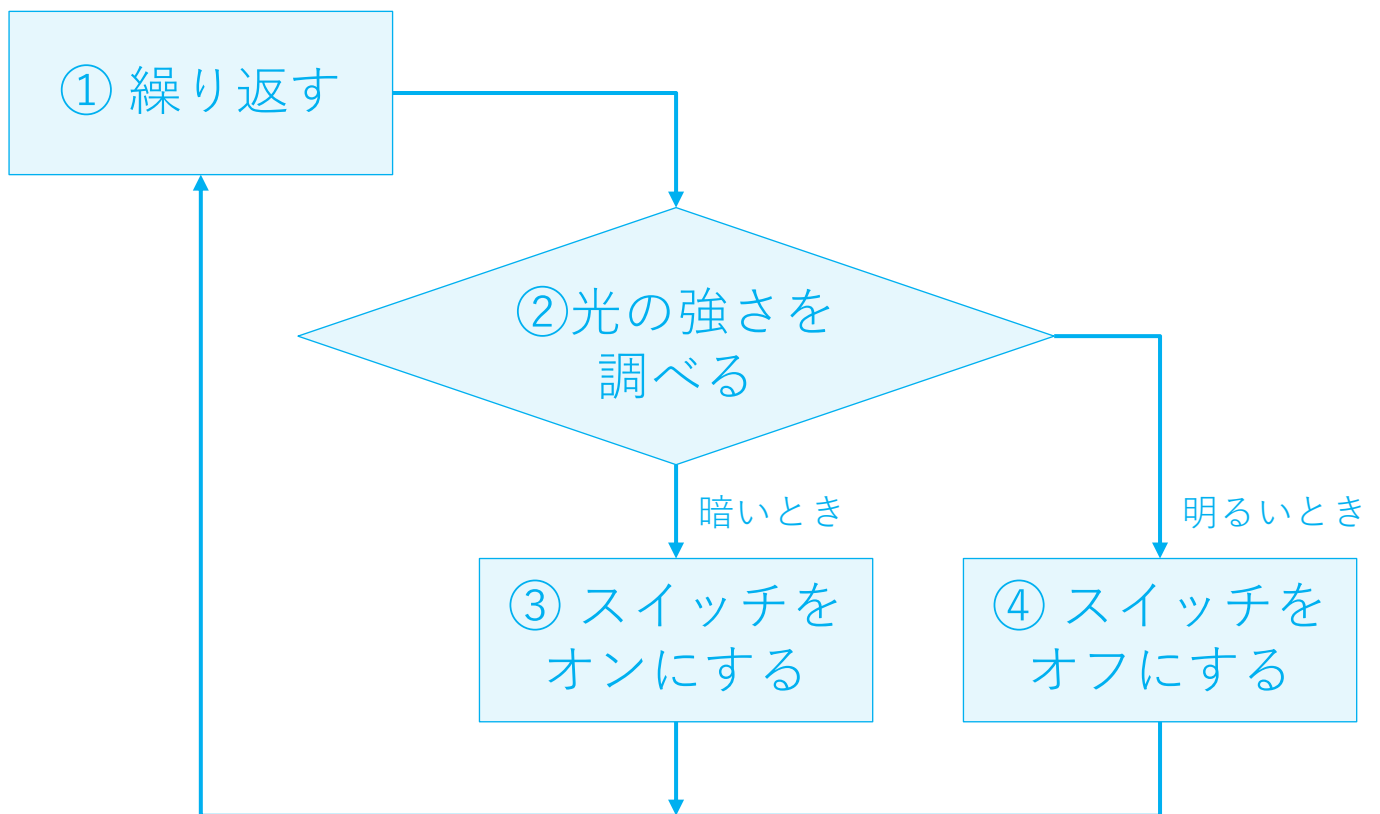 ① 繰り返す
②光の強さを
調べる
暗いとき
明るいとき
③ スイッチを
オンにする
④ スイッチを
オフにする